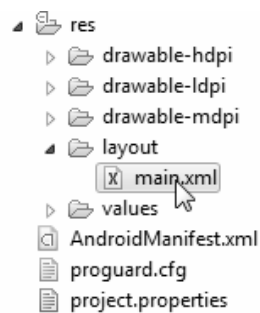 res
drawable-hdpi
drawable-ldpi
drawable-mdpi
layout
main.xml
values
AndroidManifest.xml
proguard.cfg
project.properties